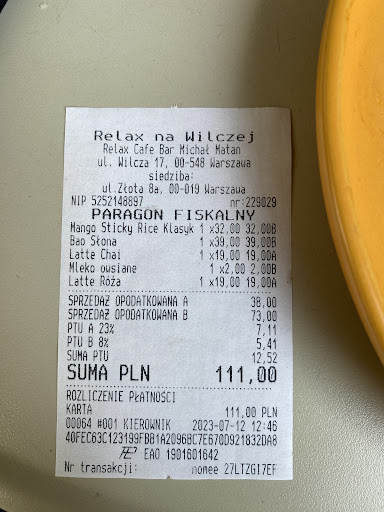 Relax na Wilczej
Relax Cafe Bar Michał Matan
ul. Wilcza 17, 00-548 Warszawa
siedziba:
ul.Złota 8a, 00-019 Warszawa
NIP 5252148897 nr:229029
PARAGON FISKALNY
Mango Sticky Rice Klasyk 1 x32,00 32,00B
Bao Słona 1 x39,00 39,00B
Latte Chai 1 x19,00 19,00A
Mleko owsiane 1 x2,00 2,00B
Latte Róża 1 x19,00 19,00A
SPRZEDAŻ OPODATKOWANA A 38,00
SPRZEDAŻ OPODATKOWANA B 73,00
PTU A 23% 7,11
PTU B 8% 5,41
SUMA PTU 12,52
SUMA PLN 111,00
ROZLICZENIE PŁATNOŚCI
KARTA 111,00 PLN
00064 #001 KIEROWNIK 2023-07-12 12:46
40FEC63C123199FBB1A2096BC7E670D921832DA8
EAO 1901601642
Nr transakcji: nomee 27LTZGI7EF